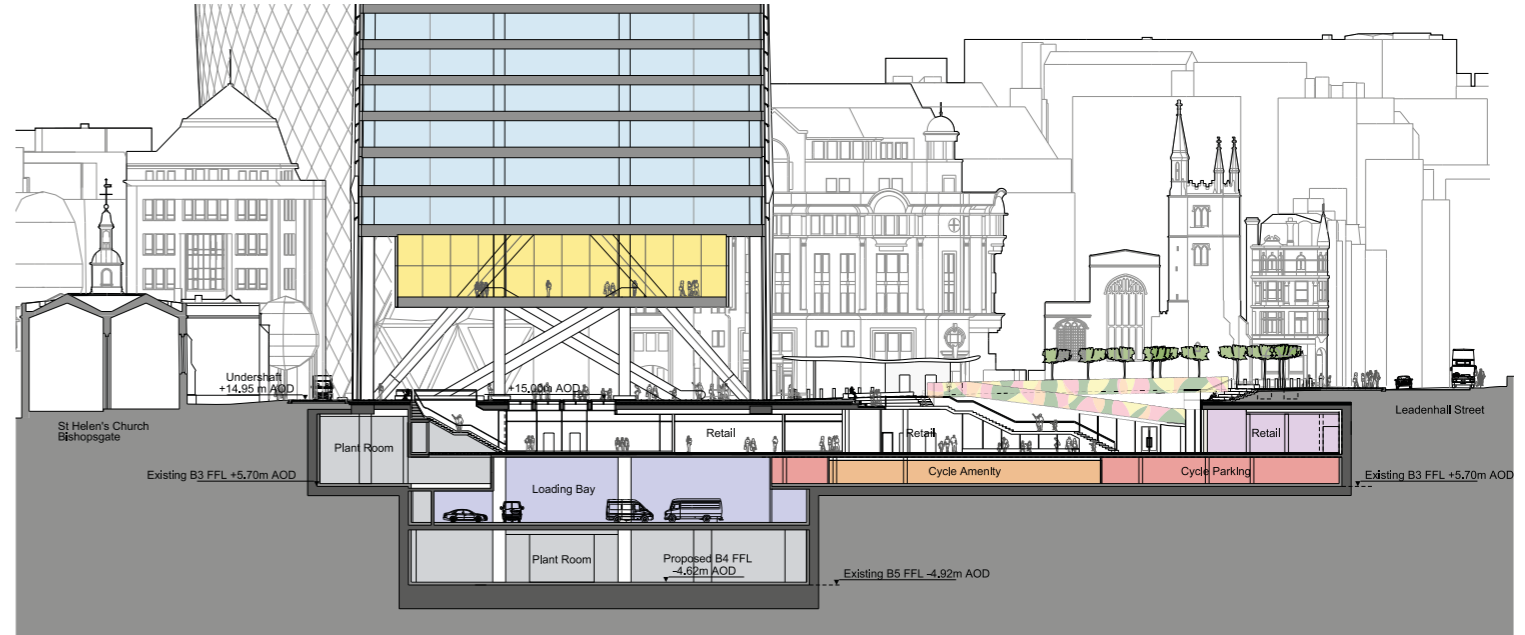 Undershaft
+14.95 m AOD
+15.000m AOD
St Helen's Church
Bishopsgate
Leadenhall Street
Plant Room
Retail
Retail
Retail
Existing B3 FFL +5.70m AOD
Cycle Amenity
Cycle Parking
Existing B3 FFL +5.70m AOD
Loading Bay
Plant Room
Proposed B4 FFL
-4.62m AOD
Existing B5 FFL -4.92m AOD